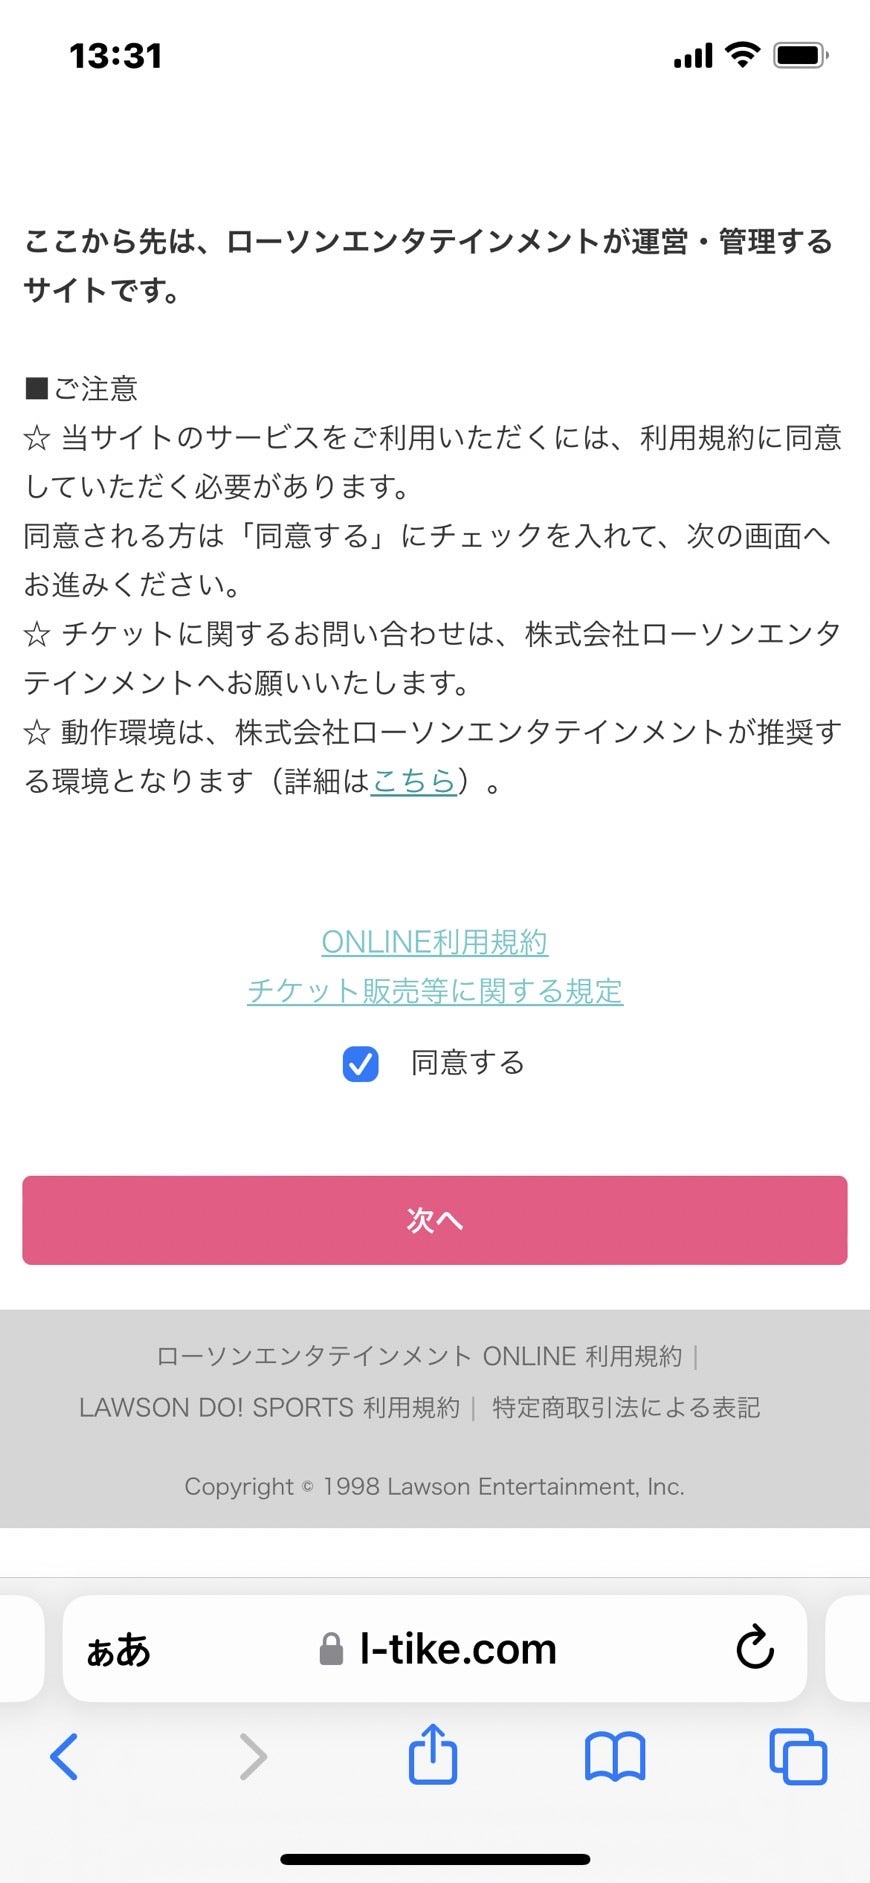 13:31
ここから先は、ローソンエンタテインメントが運営・管理する
サイトです。
■ご注意
☆ 当サイトのサービスをご利用いただくには、利用規約に同意
していただく必要があります。
同意される方は「同意する」にチェックを入れて、次の画面へ
お進みください。
☆ チケットに関するお問い合わせは、株式会社ローソンエンタ
テインメントへお願いいたします。
☆ 動作環境は、株式会社ローソンエンタテインメントが推奨す
る環境となります（詳細はこちら）。
ONLINE利用規約
チケット販売等に関する規定
同意する
次へ
ローソンエンタテインメント ONLINE 利用規約｜
LAWSON DO! SPORTS 利用規約｜ 特定商取引法による表記
Copyright © 1998 Lawson Entertainment, Inc.
ぁあ l-tike.com